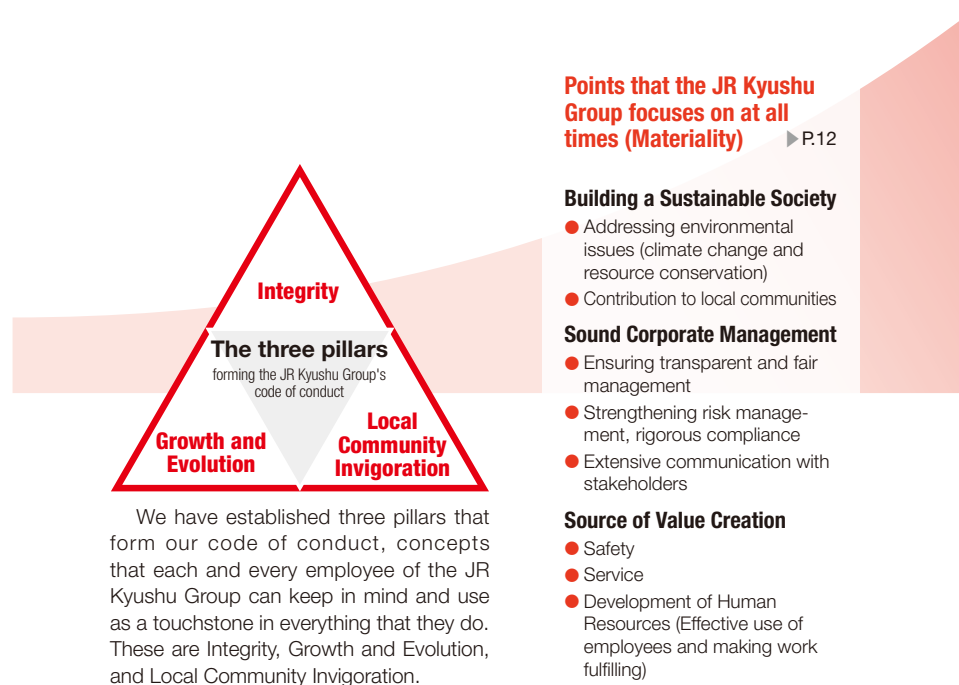 Integrity
The three pillars
forming the JR Kyushu Group's
code of conduct
Growth and
Evolution
Local
Community
Invigoration
We have established three pillars that
form our code of conduct, concepts
that each and every employee of the JR
Kyushu Group can keep in mind and use
as a touchstone in everything that they do.
These are Integrity, Growth and Evolution,
and Local Community Invigoration.
Points that the JR Kyushu
Group focuses on at all
times (Materiality) ▶P.12
Building a Sustainable Society
● Addressing environmental
issues (climate change and
resource conservation)
● Contribution to local communities
Sound Corporate Management
● Ensuring transparent and fair
management
● Strengthening risk manage-
ment, rigorous compliance
● Extensive communication with
stakeholders
Source of Value Creation
● Safety
● Service
● Development of Human
Resources (Effective use of
employees and making work
fulfilling)